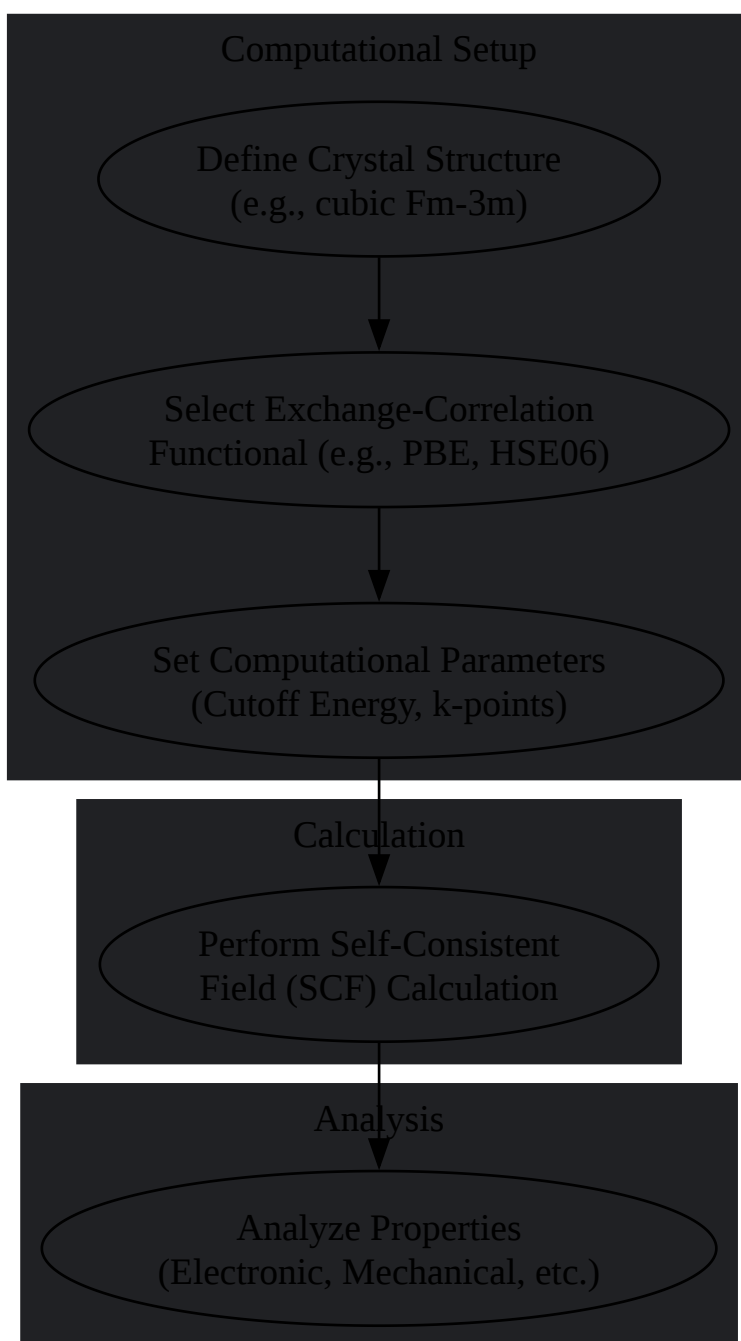 Computational Setup
Define Crystal Structure
(e.g., cubic Fm-3m)
Select Exchange-Correlation
Functional (e.g., PBE, HSE06)
Set Computational Parameters
(Cutoff Energy, k-points)
Calculation
Perform Self-Consistent
Field (SCF) Calculation
Analysis
Analyze Properties
(Electronic, Mechanical, etc.)